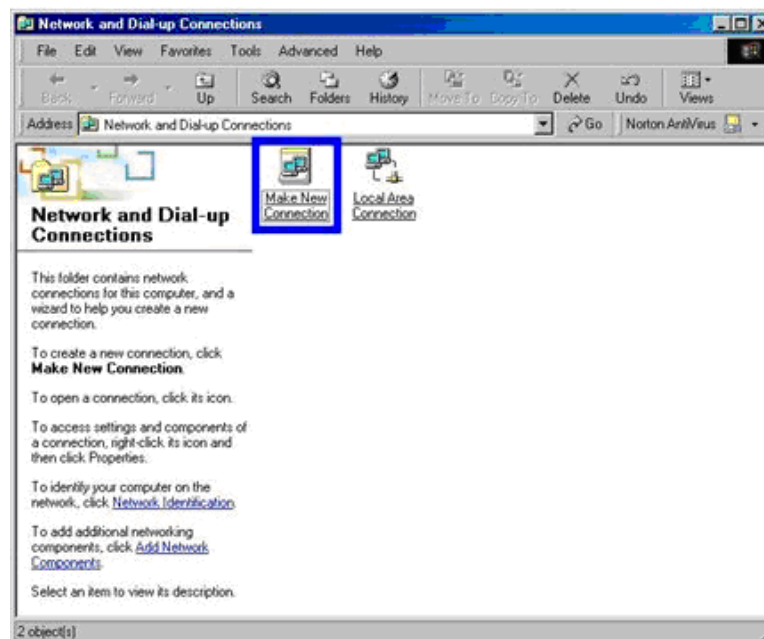 Network and Dial-up Connections
File Edit View Favorites Tools Advanced Help
Back Forward Up Search Folders History Move To Copy To Delete Undo Views
Address Network and Dial-up Connections Go Norton AntiVirus
Make New
Connection
Local Area
Connection
Network and Dial-up
Connections
This folder contains network
connections for this computer, and a
wizard to help you create a new
connection.
To create a new connection, click
Make New Connection.
To open a connection, click its icon.
To access settings and components of
a connection, right-click its icon and
then click Properties.
To identify your computer on the
network, click Network Identification.
To add additional networking
components, click Add Network
Components.
Select an item to view its description.
2 object(s)